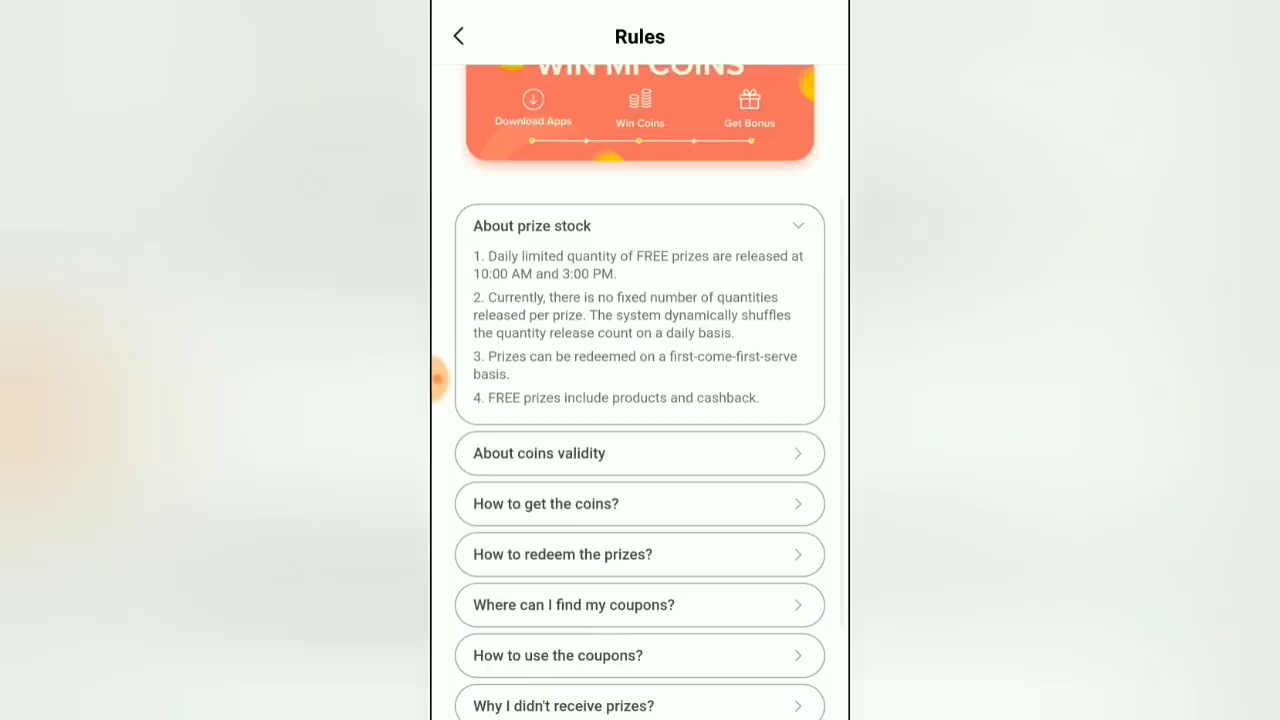 Rules
WIN MI COINS
Download Apps
Win Coins
Get Bonus
About prize stock
1. Daily limited quantity of FREE prizes are released at
10:00 AM and 3:00 PM.
2. Currently, there is no fixed number of quantities
released per prize. The system dynamically shuffles
the quantity release count on a daily basis.
3. Prizes can be redeemed on a first-come-first-serve
basis.
4. FREE prizes include products and cashback.
About coins validity
How to get the coins?
How to redeem the prizes?
Where can I find my coupons?
How to use the coupons?
Why I didn't receive prizes?